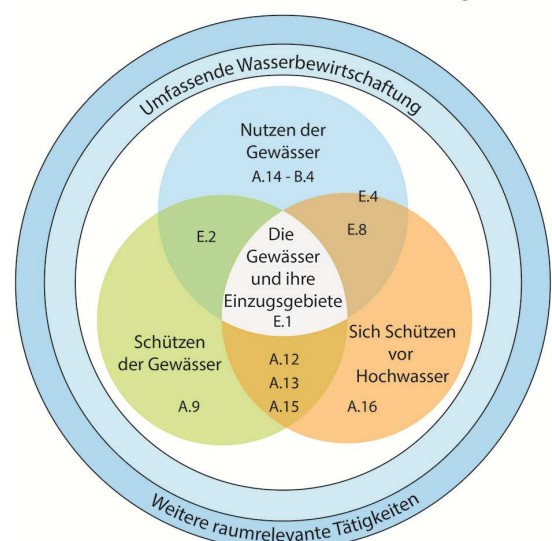 Umfassende Wasserbewirtschaftung
Nutzen der
Gewässer
A.14 - B.4
E.4
E.8
E.2
Die
Gewässer
und ihre
Einzugsgebiete
E.1
Schützen
der Gewässer
A.9
A.12
A.13
A.15
Sich Schützen
vor
Hochwasser
A.16
Weitere raumrelevante Tätigkeiten